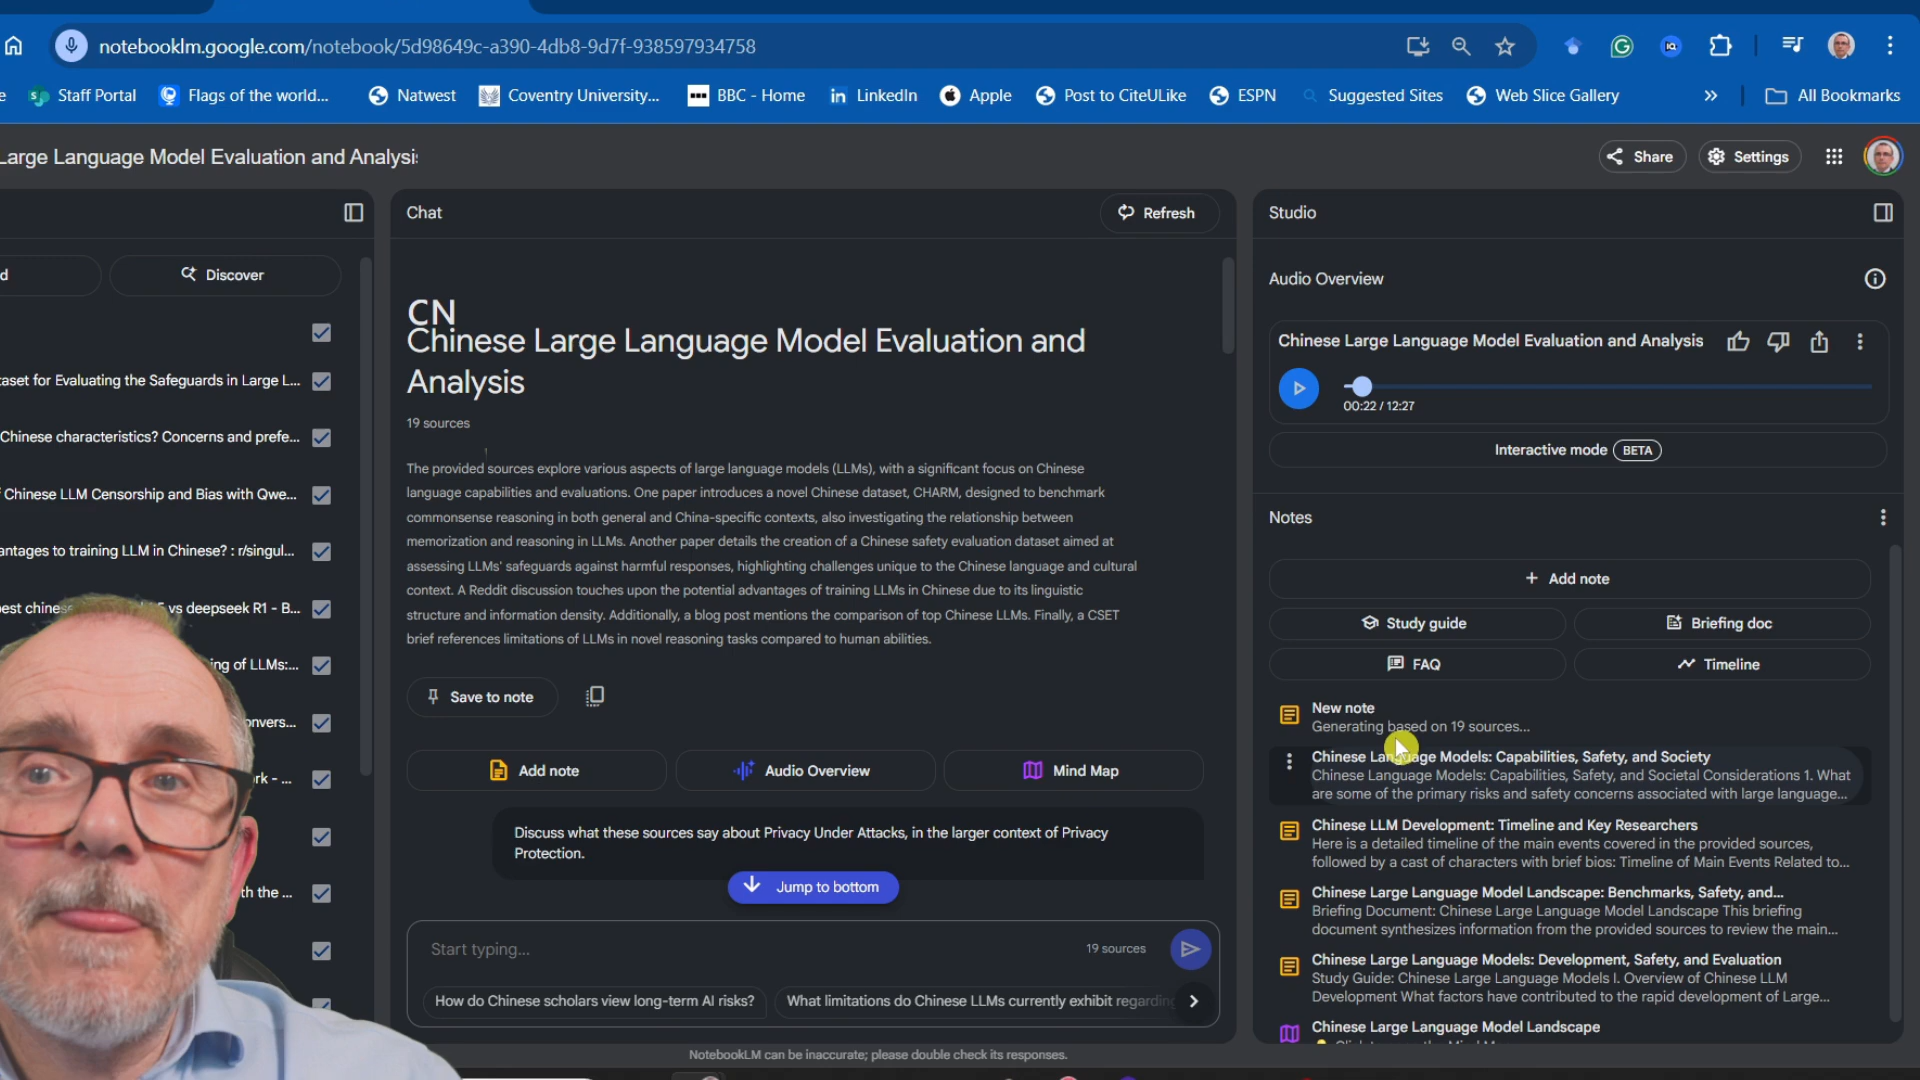 notebooklm.google.com/notebook/5d98649c-a390-4db8-9d7f-938597934758
e Staff Portal Flags of the world... Natwest Coventry University... BBC - Home LinkedIn Apple Post to CiteULike ESPN Suggested Sites Web Slice Gallery » All Bookmarks
Large Language Model Evaluation and Analysis
Share Settings
d Discover
taset for Evaluating the Safeguards in Large L...
Chinese characteristics? Concerns and prefe...
f Chinese LLM Censorship and Bias with Qwe...
antages to training LLM in Chinese? : r/singul...
est chinese vs deepseek R1 - B...
ing of LLMs:...
onvers...
rk - ...
th the ...
Chat
Refresh
CN
Chinese Large Language Model Evaluation and
Analysis
19 sources
The provided sources explore various aspects of large language models (LLMs), with a significant focus on Chinese
language capabilities and evaluations. One paper introduces a novel Chinese dataset, CHARM, designed to benchmark
commonsense reasoning in both general and China-specific contexts, also investigating the relationship between
memorization and reasoning in LLMs. Another paper details the creation of a Chinese safety evaluation dataset aimed at
assessing LLMs' safeguards against harmful responses, highlighting challenges unique to the Chinese language and cultural
context. A Reddit discussion touches upon the potential advantages of training LLMs in Chinese due to its linguistic
structure and information density. Additionally, a blog post mentions the comparison of top Chinese LLMs. Finally, a CSET
brief references limitations of LLMs in novel reasoning tasks compared to human abilities.
Save to note
Add note Audio Overview Mind Map
Discuss what these sources say about Privacy Under Attacks, in the larger context of Privacy
Protection.
Jump to bottom
Start typing... 19 sources
How do Chinese scholars view long-term AI risks? What limitations do Chinese LLMs currently exhibit regarding
NotebookLM can be inaccurate; please double check its responses.
Studio
Audio Overview
Chinese Large Language Model Evaluation and Analysis
00:22 / 12:27
Interactive mode BETA
Notes
+ Add note
Study guide Briefing doc
FAQ Timeline
New note
Generating based on 19 sources...
Chinese Language Models: Capabilities, Safety, and Society
Chinese Language Models: Capabilities, Safety, and Societal Considerations 1. What
are some of the primary risks and safety concerns associated with large language...
Chinese LLM Development: Timeline and Key Researchers
Here is a detailed timeline of the main events covered in the provided sources,
followed by a cast of characters with brief bios: Timeline of Main Events Related to...
Chinese Large Language Model Landscape: Benchmarks, Safety, and...
Briefing Document: Chinese Large Language Model Landscape This briefing
document synthesizes information from the provided sources to review the main...
Chinese Large Language Models: Development, Safety, and Evaluation
Study Guide: Chinese Large Language Models I. Overview of Chinese LLM
Development What factors have contributed to the rapid development of Large...
Chinese Large Language Model Landscape